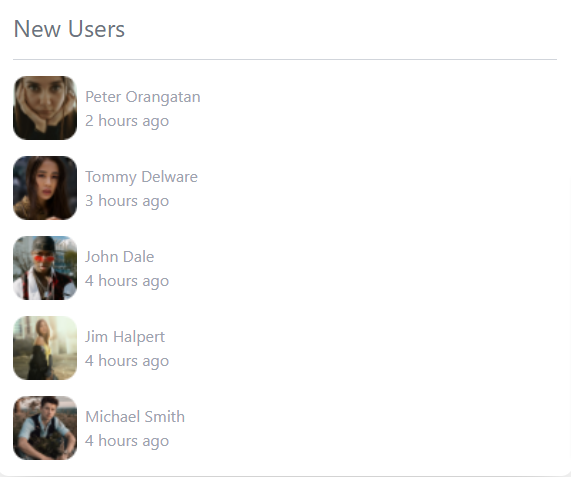 New Users
Peter Orangatan
2 hours ago
Tommy Delware
3 hours ago
John Dale
4 hours ago
Jim Halpert
4 hours ago
Michael Smith
4 hours ago